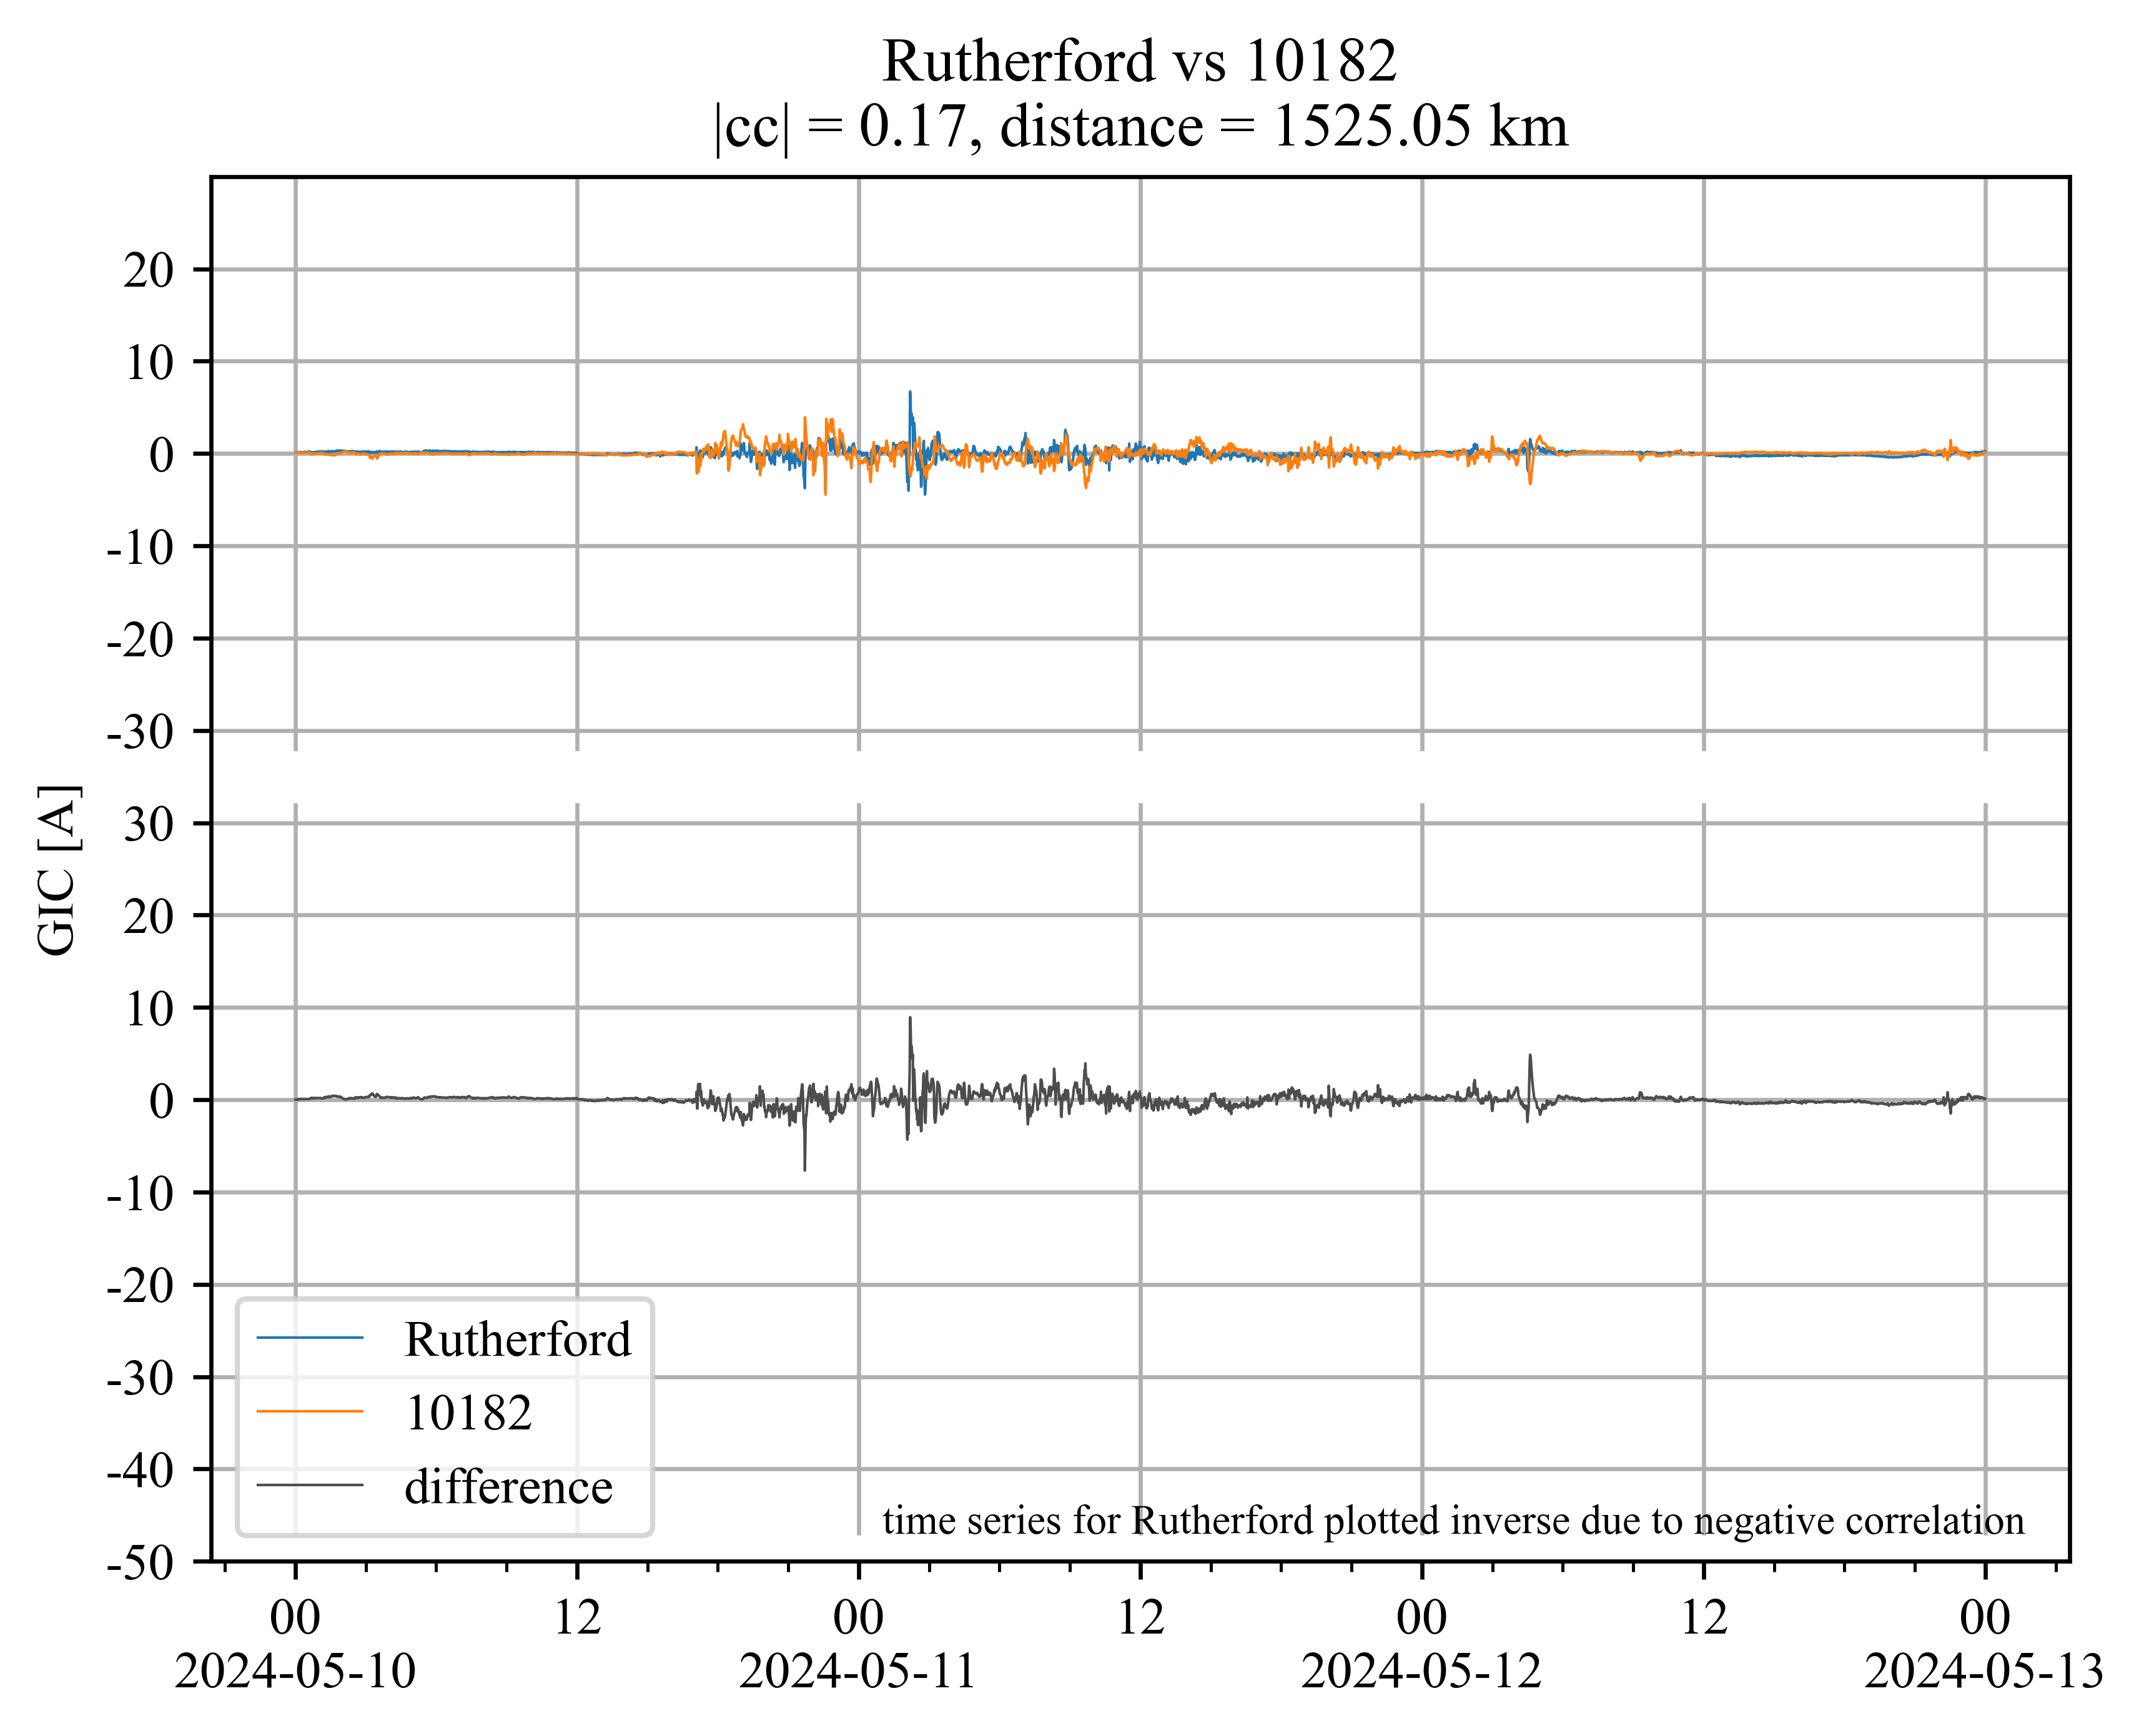 Rutherford vs 10182
|cc| = 0.17, distance = 1525.05 km
20
10
0
-10
-20
-30
30
20
10
0
-10
-20
-30
-40
-50
GIC [A]
Rutherford
10182
difference
time series for Rutherford plotted inverse due to negative correlation
00 12 00 12 00 12 00
2024-05-10 2024-05-11 2024-05-12 2024-05-13